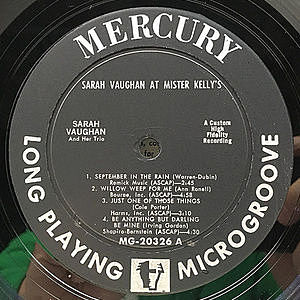 MERCURY
SARAH VAUGHAN AT MISTER KELLY'S
SARAH
VAUGHAN
And Her Trio
A Custom
High
Fidelity
Recording
1. SEPTEMBER IN THE RAIN (Warren-Dubin)
Remick Music (ASCAP)—3:45
2. WILLOW WEEP FOR ME (Ann Ronell)
Bourne, Inc. (ASCAP)—4:58
3. JUST ONE OF THOSE THINGS
(Cole Porter)
Harms, Inc. (ASCAP)—3:10
4. BE ANYTHING BUT DARLING
BE MINE (Irving Gordon)
Shapiro-Bernstein (ASCAP)—4:30
MG-20326 A
LONG PLAYING MICROGROOVE